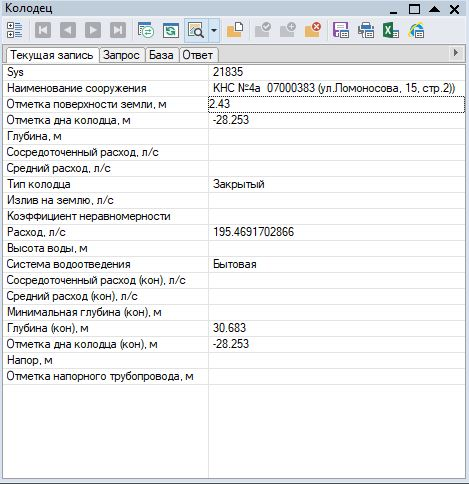 Колодец
Текущая запись Запрос База Ответ
Sys 21835
Наименование сооружения КНС №4а 07000383 (ул.Ломоносова, 15, стр.2))
Отметка поверхности земли, м 2.43
Отметка дна колодца, м -28.253
Глубина, м
Сосредоточенный расход, л/с
Средний расход, л/с
Тип колодца Закрытый
Излив на землю, л/с
Коэффициент неравномерности
Расход, л/с 195.4691702866
Высота воды, м
Система водоотведения Бытовая
Сосредоточенный расход (кон), л/с
Средний расход (кон), л/с
Минимальная глубина (кон), м
Глубина (кон), м 30.683
Отметка дна колодца (кон), м -28.253
Напор, м
Отметка напорного трубопровода, м